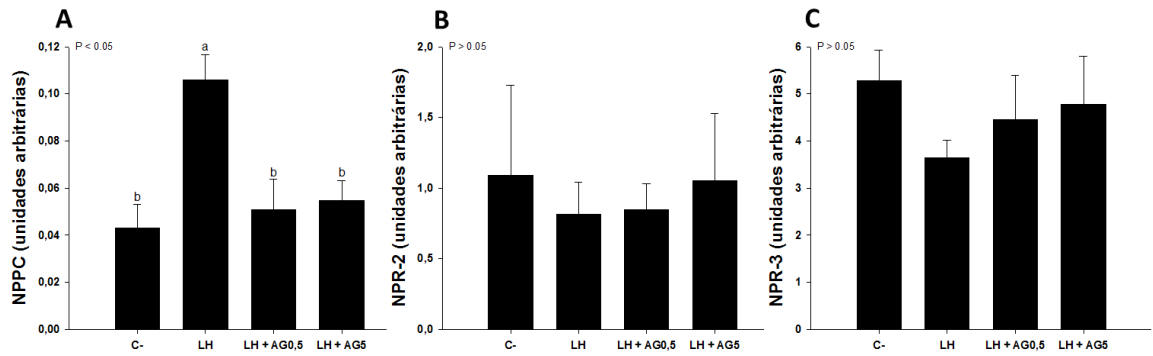 A
P < 0.05
NPPC (unidades arbitrárias)
0,12
0,10
0,08
0,06
0,04
0,02
0,00
b
a
b
b
C-
LH
LH + AG0,5
LH + AG5
B
P > 0.05
NPR-2 (unidades arbitrárias)
2,0
1,5
1,0
0,5
0,0
C-
LH
LH + AG0,5
LH + AG5
C
P > 0.05
NPR-3 (unidades arbitrárias)
6
5
4
3
2
1
0
C-
LH
LH + AG0,5
LH + AG5